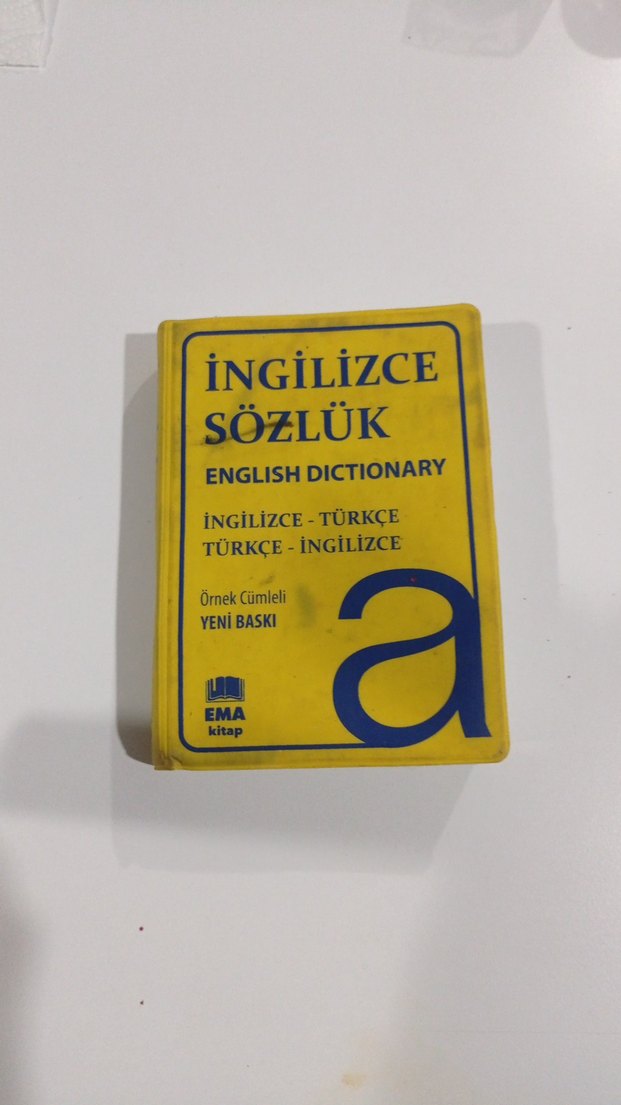 İNGİLİZCE
SÖZLÜK
ENGLISH DICTIONARY
İNGİLİZCE - TÜRKÇE
TÜRKÇE - İNGİLİZCE
Örnek Cümleli
YENİ BASKI
a
EMA
kitap